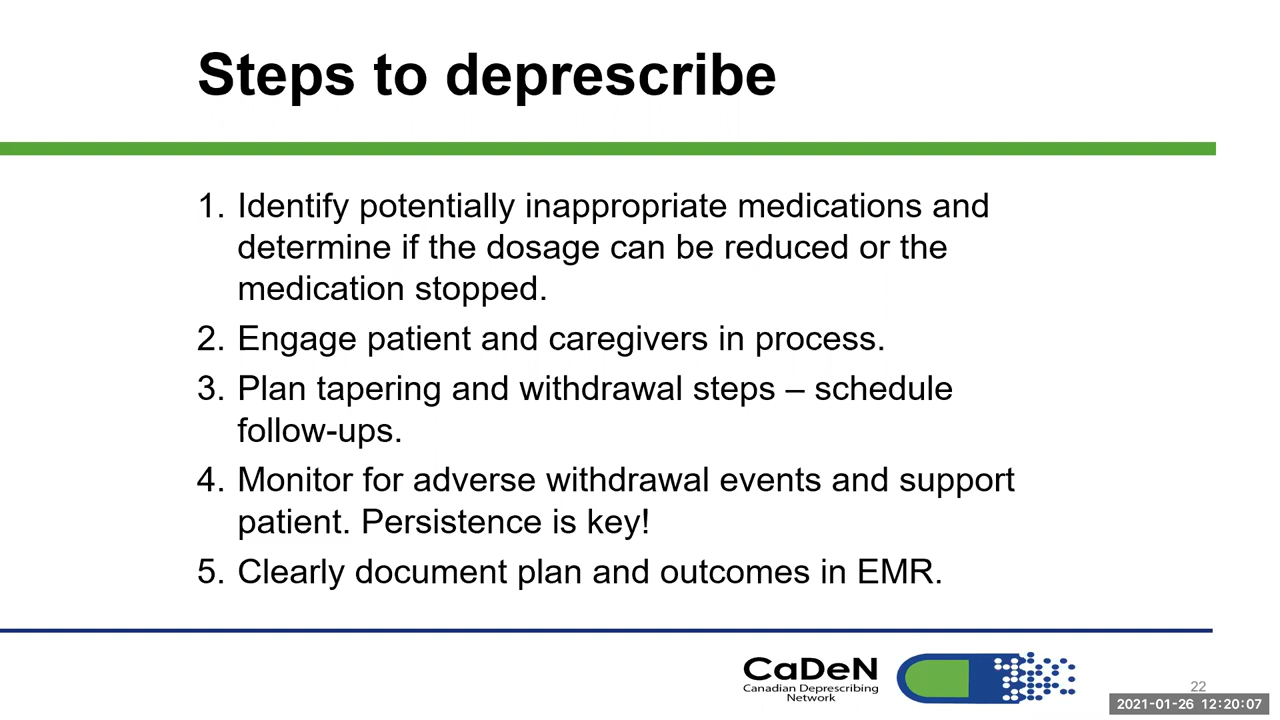 Steps to deprescribe
1. Identify potentially inappropriate medications and
determine if the dosage can be reduced or the
medication stopped.
2. Engage patient and caregivers in process.
3. Plan tapering and withdrawal steps – schedule
follow-ups.
4. Monitor for adverse withdrawal events and support
patient. Persistence is key!
5. Clearly document plan and outcomes in EMR.
CaDeN
Canadian Deprescribing
Network
22
2021-01-26 12:20:07